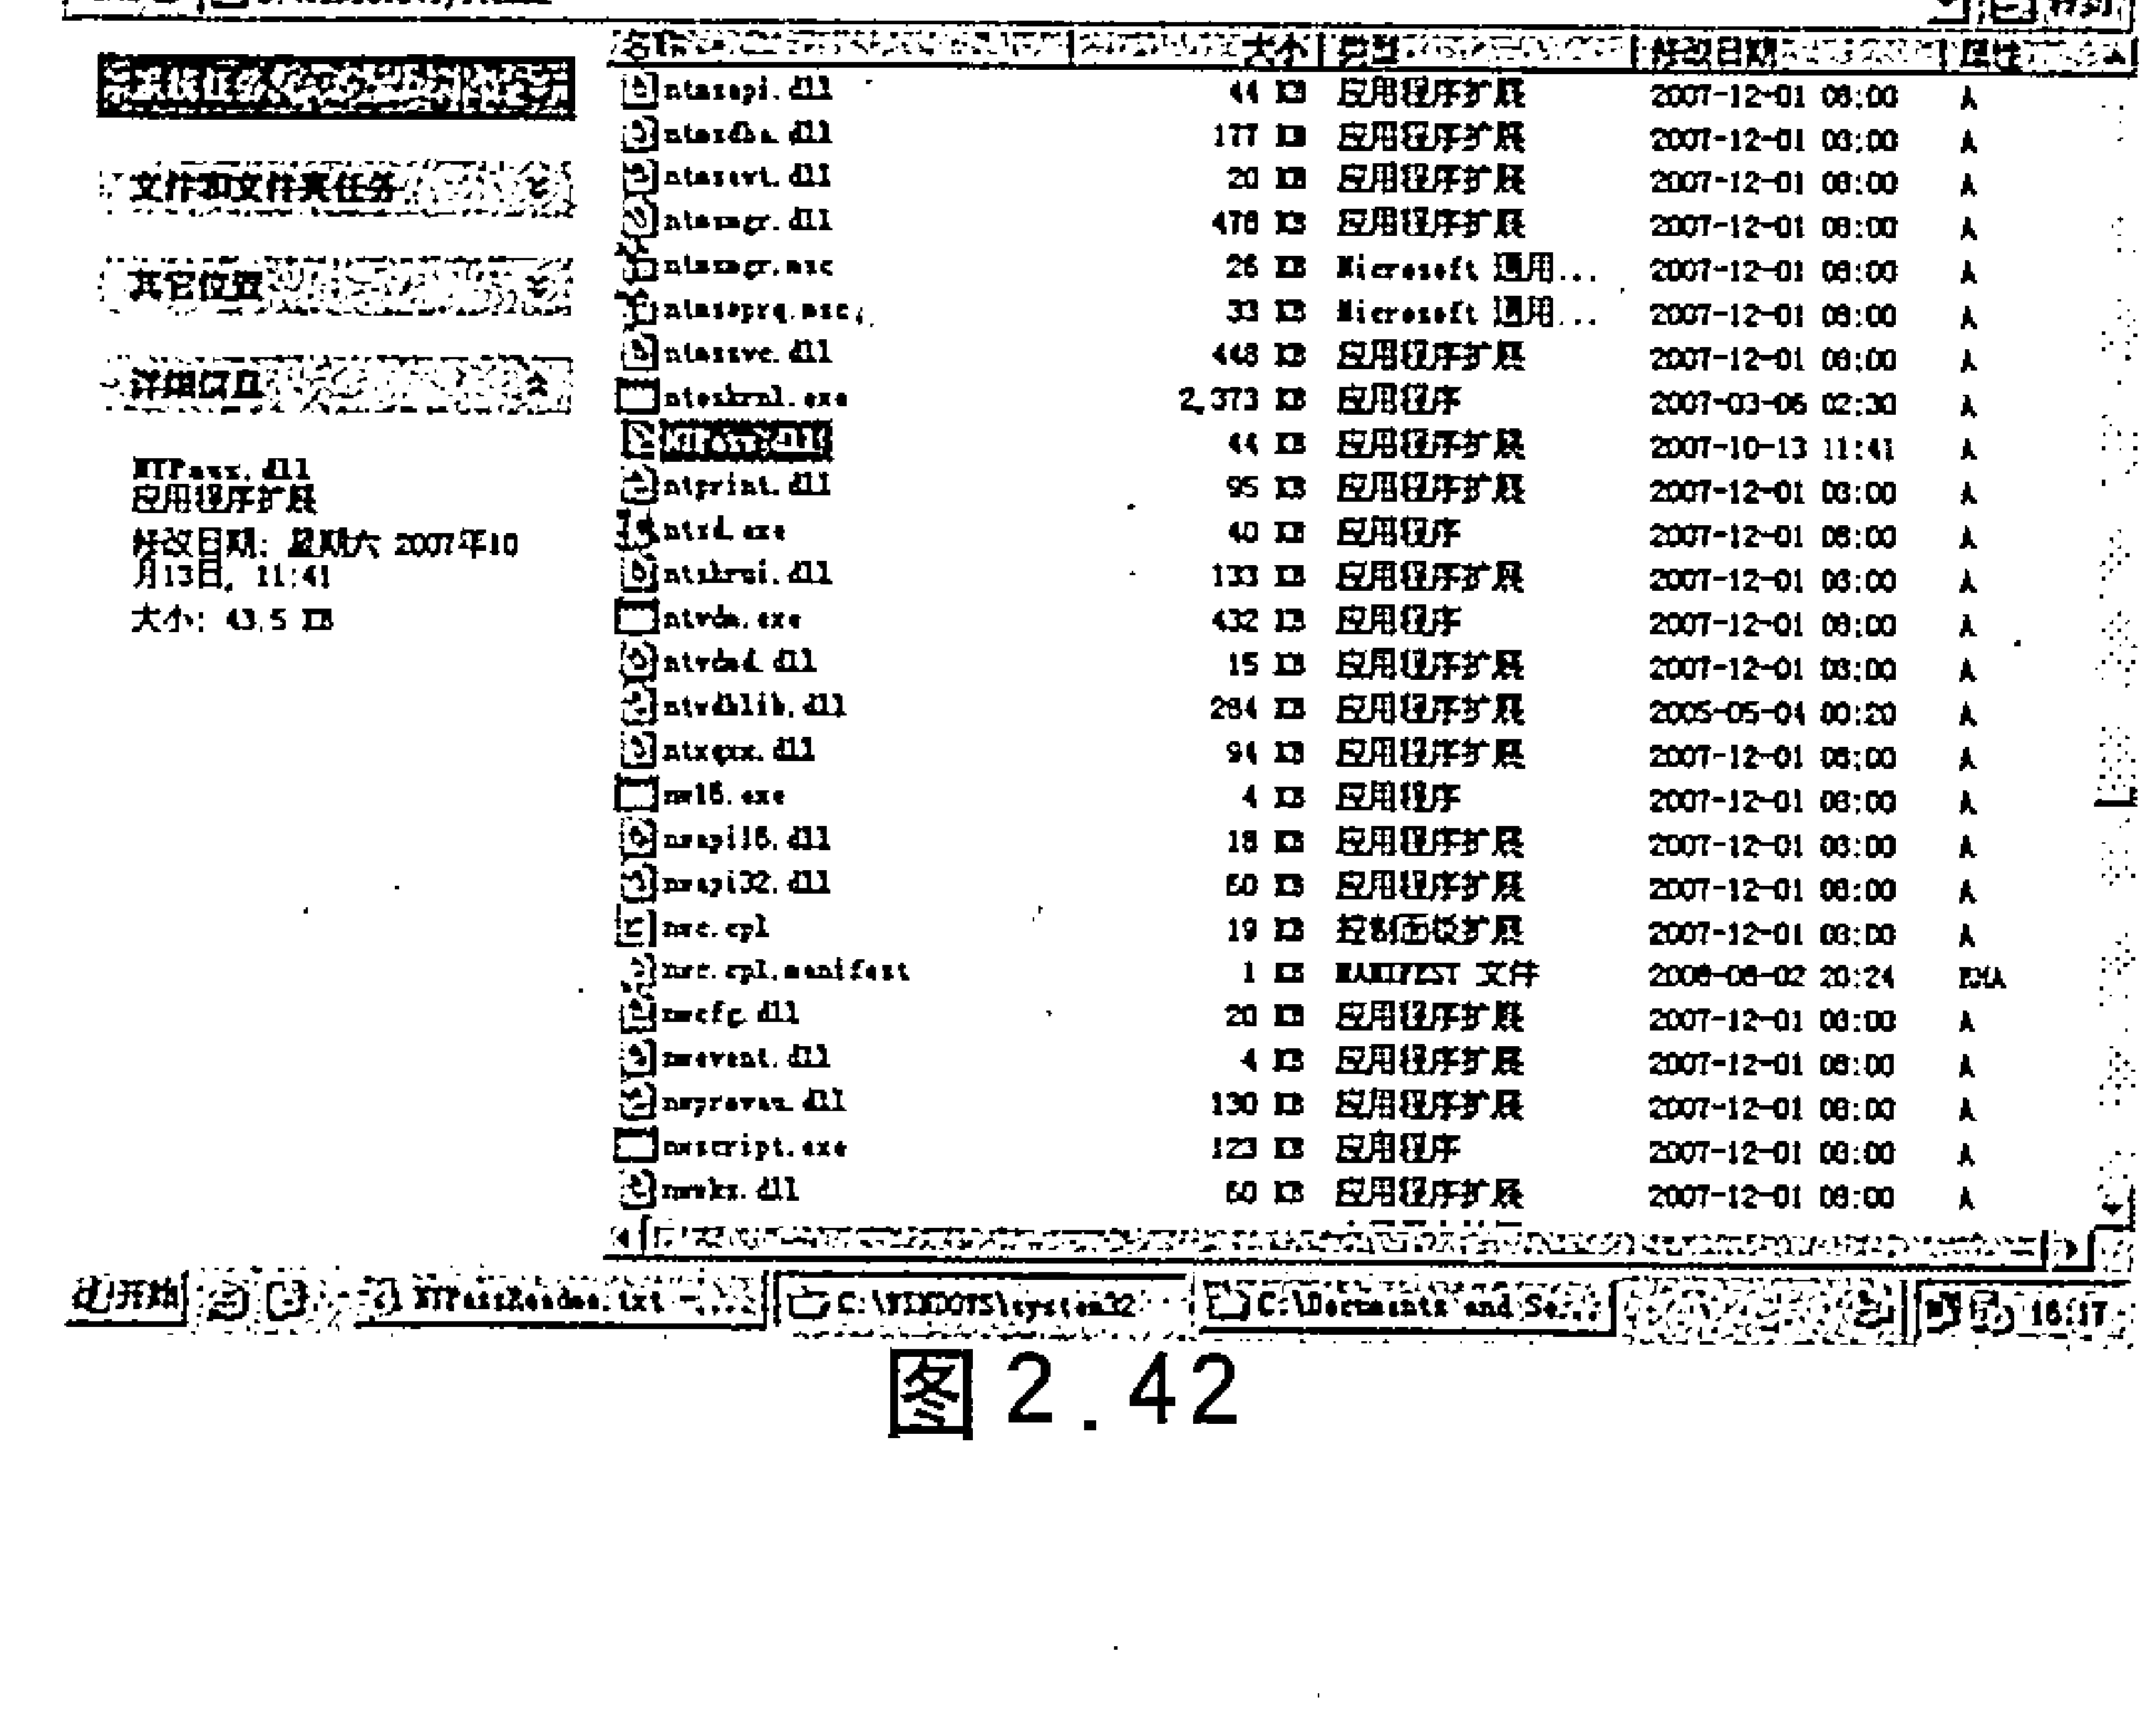 大小 类型 修改日期 属性
文件和文件夹任务
其它位置
详细信息
NTPass.dll
应用程序扩展
修改日期: 星期六 2007年10
月13日, 11:41
大小: 43.5 KB
ntmsapi.dll 44 KB 应用程序扩展 2007-12-01 08:00 A
ntmsdba.dll 177 KB 应用程序扩展 2007-12-01 08:00 A
ntmsevt.dll 20 KB 应用程序扩展 2007-12-01 08:00 A
ntmsmgr.dll 476 KB 应用程序扩展 2007-12-01 08:00 A
ntmsmgr.msc 26 KB Microsoft 通用... 2007-12-01 08:00 A
ntmsoprq.msc 33 KB Microsoft 通用... 2007-12-01 08:00 A
ntmssvc.dll 448 KB 应用程序扩展 2007-12-01 08:00 A
ntoskrnl.exe 2,373 KB 应用程序 2007-03-06 02:30 A
NTPass.dll 44 KB 应用程序扩展 2007-10-13 11:41 A
ntprint.dll 95 KB 应用程序扩展 2007-12-01 08:00 A
ntsd.exe 40 KB 应用程序 2007-12-01 08:00 A
ntshrui.dll 133 KB 应用程序扩展 2007-12-01 08:00 A
ntvdm.exe 432 KB 应用程序 2007-12-01 08:00 A
ntvdmd.dll 15 KB 应用程序扩展 2007-12-01 08:00 A
284 KB 应用程序扩展 2005-05-04 00:20 A
94 KB 应用程序扩展 2007-12-01 08:00 A
nw16.exe 4 KB 应用程序 2007-12-01 08:00 A
nwapi16.dll 18 KB 应用程序扩展 2007-12-01 08:00 A
nwapi32.dll 60 KB 应用程序扩展 2007-12-01 08:00 A
nwc.cpl 19 KB 控制面板扩展 2007-12-01 08:00 A
nwc.cpl.manifest 1 KB MANIFEST 文件 20:24 RHA
nwcfg.dll 20 KB 应用程序扩展 2007-12-01 08:00 A
nwevent.dll 4 KB 应用程序扩展 2007-12-01 08:00 A
nwprovau.dll 130 KB 应用程序扩展 2007-12-01 08:00 A
nwscript.exe 123 KB 应用程序 2007-12-01 08:00 A
nwwks.dll 60 KB 应用程序扩展 2007-12-01 08:00 A
开始 NTPassReadme.txt C:\WINDOWS\system32 C:\Documents and Se... 16:17
图 2.42